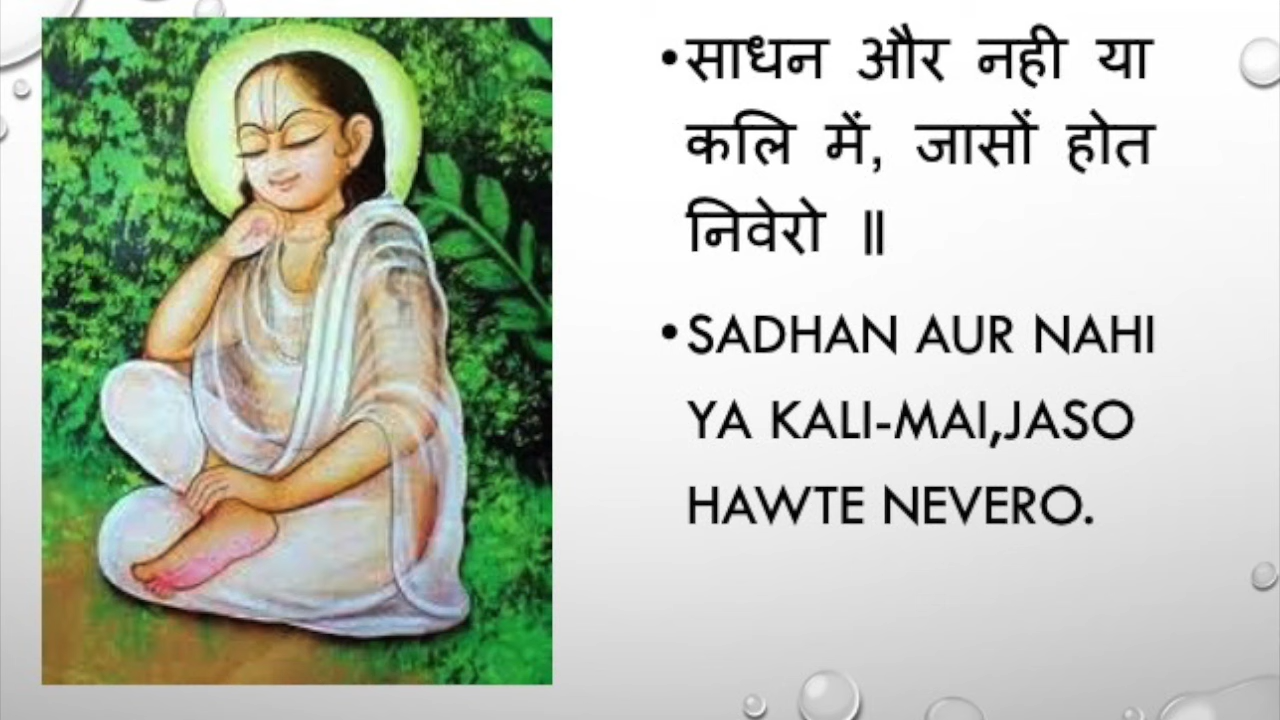 •साधन और नही या
कलि में, जासों होत
निवेरो ॥
•SADHAN AUR NAHI
YA KALI-MAI,JASO
HAWTE NEVERO.